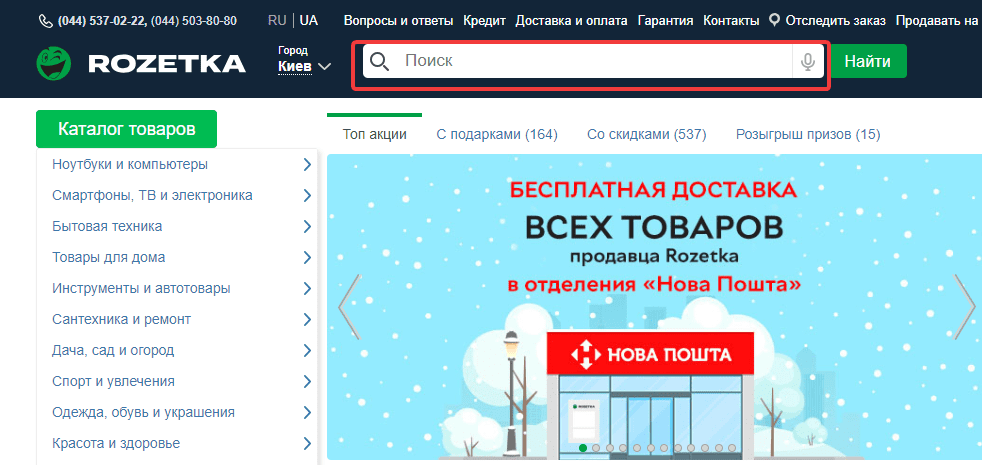 (044) 537-02-22, (044) 503-80-80 RU | UA Вопросы и ответы Кредит Доставка и оплата Гарантия Контакты Отследить заказ Продавать на
ROZETKA
Город
Киев
Поиск
Найти
Каталог товаров
Ноутбуки и компьютеры
Смартфоны, ТВ и электроника
Бытовая техника
Товары для дома
Инструменты и автотовары
Сантехника и ремонт
Дача, сад и огород
Спорт и увлечения
Одежда, обувь и украшения
Красота и здоровье
Топ акции С подарками (164) Со скидками (537) Розыгрыш призов (15)
БЕСПЛАТНАЯ ДОСТАВКА
ВСЕХ ТОВАРОВ
продавца Rozetka
в отделения «Нова Пошта»
НОВА ПОШТА
ROZETKA